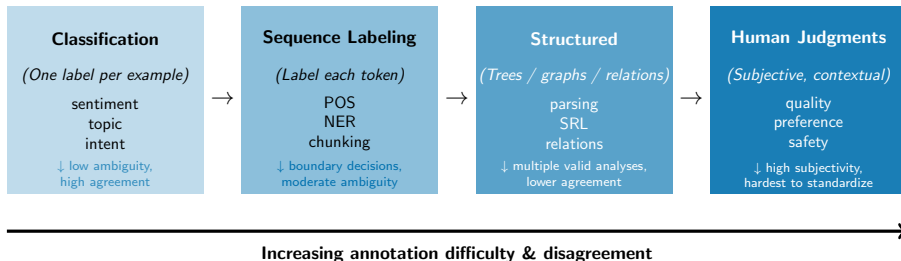 Classification
(One label per example)
sentiment
topic
intent
↓ low ambiguity,
high agreement
→
Sequence Labeling
(Label each token)
POS
NER
chunking
↓ boundary decisions,
moderate ambiguity
→
Structured
(Trees / graphs / relations)
parsing
SRL
relations
↓ multiple valid analyses,
lower agreement
→
Human Judgments
(Subjective, contextual)
quality
preference
safety
↓ high subjectivity,
hardest to standardize
Increasing annotation difficulty & disagreement